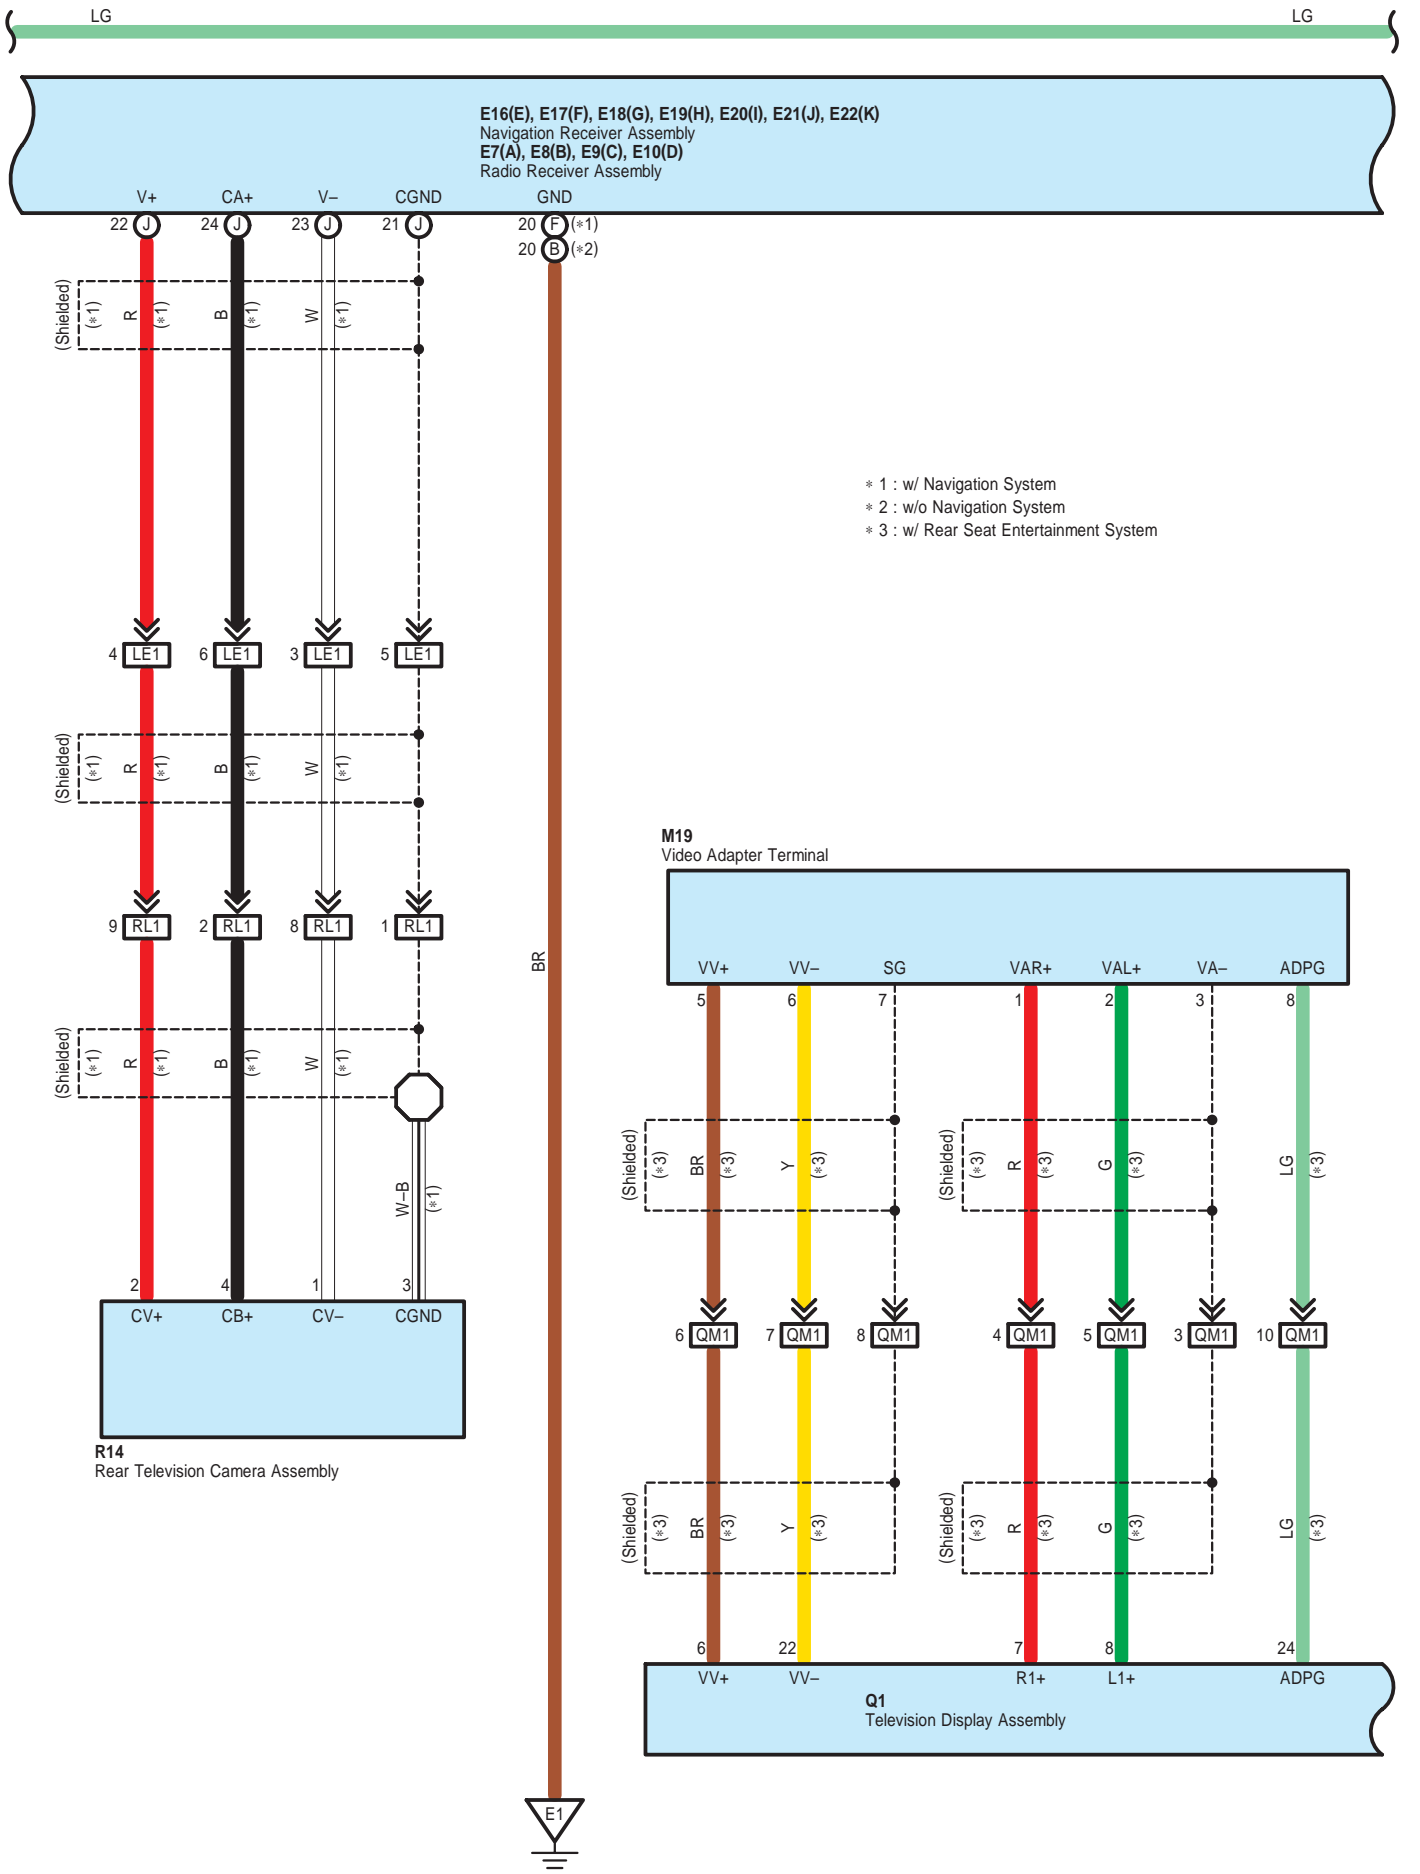 LG LG
E16(E), E17(F), E18(G), E19(H), E20(I), E21(J), E22(K)
Navigation Receiver Assembly
E7(A), E8(B), E9(C), E10(D)
Radio Receiver Assembly
V+ CA+ V– CGND GND
22 J 24 J 23 J 21 J 20 F (∗1)
20 B (∗2)
(Shielded) (∗1) R (∗1) B (∗1) W (∗1)
∗ 1 : w/ Navigation System
∗ 2 : w/o Navigation System
∗ 3 : w/ Rear Seat Entertainment System
4 LE1 6 LE1 3 LE1 5 LE1
(Shielded) (∗1) R (∗1) B (∗1) W (∗1)
M19
Video Adapter Terminal
9 RL1 2 RL1 8 RL1 1 RL1
BR
VV+ VV– SG VAR+ VAL+ VA– ADPG
5 6 7 1 2 3 8
(Shielded) (∗1) R (∗1) B (∗1) W (∗1)
(Shielded) (∗3) BR (∗3) Y (∗3) (Shielded) (∗3) R (∗3) G (∗3) LG (∗3)
W–B (∗1)
2 4 1 3
CV+ CB+ CV– CGND
6 QM1 7 QM1 8 QM1 4 QM1 5 QM1 3 QM1 10 QM1
R14
Rear Television Camera Assembly
(Shielded) (∗3) BR (∗3) Y (∗3) (Shielded) (∗3) R (∗3) G (∗3) LG (∗3)
6 22 7 8 24
VV+ VV– R1+ L1+ ADPG
Q1
Television Display Assembly
E1